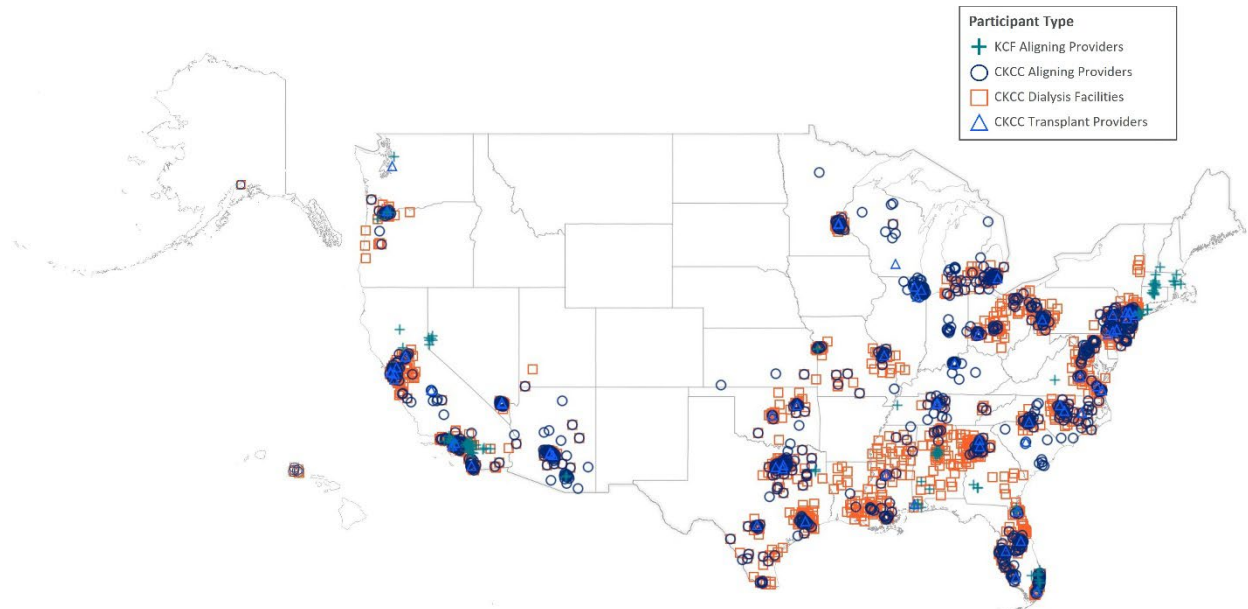 Participant Type
KCF Aligning Providers
CKCC Aligning Providers
CKCC Dialysis Facilities
CKCC Transplant Providers